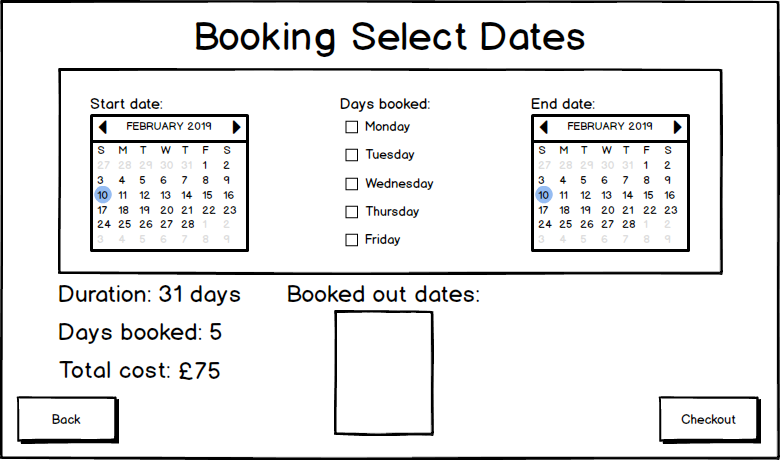 Booking Select Dates
Start date:
FEBRUARY 2019
S M T W T F S
27 28 29 30 31 1 2
3 4 5 6 7 8 9
10 11 12 13 14 15 16
17 18 19 20 21 22 23
24 25 26 27 28 1 2
3 4 5 6 7 8 9
Days booked:
Monday
Tuesday
Wednesday
Thursday
Friday
End date:
FEBRUARY 2019
S M T W T F S
27 28 29 30 31 1 2
3 4 5 6 7 8 9
10 11 12 13 14 15 16
17 18 19 20 21 22 23
24 25 26 27 28 1 2
3 4 5 6 7 8 9
Duration: 31 days
Days booked: 5
Total cost: £75
Booked out dates:
Back
Checkout